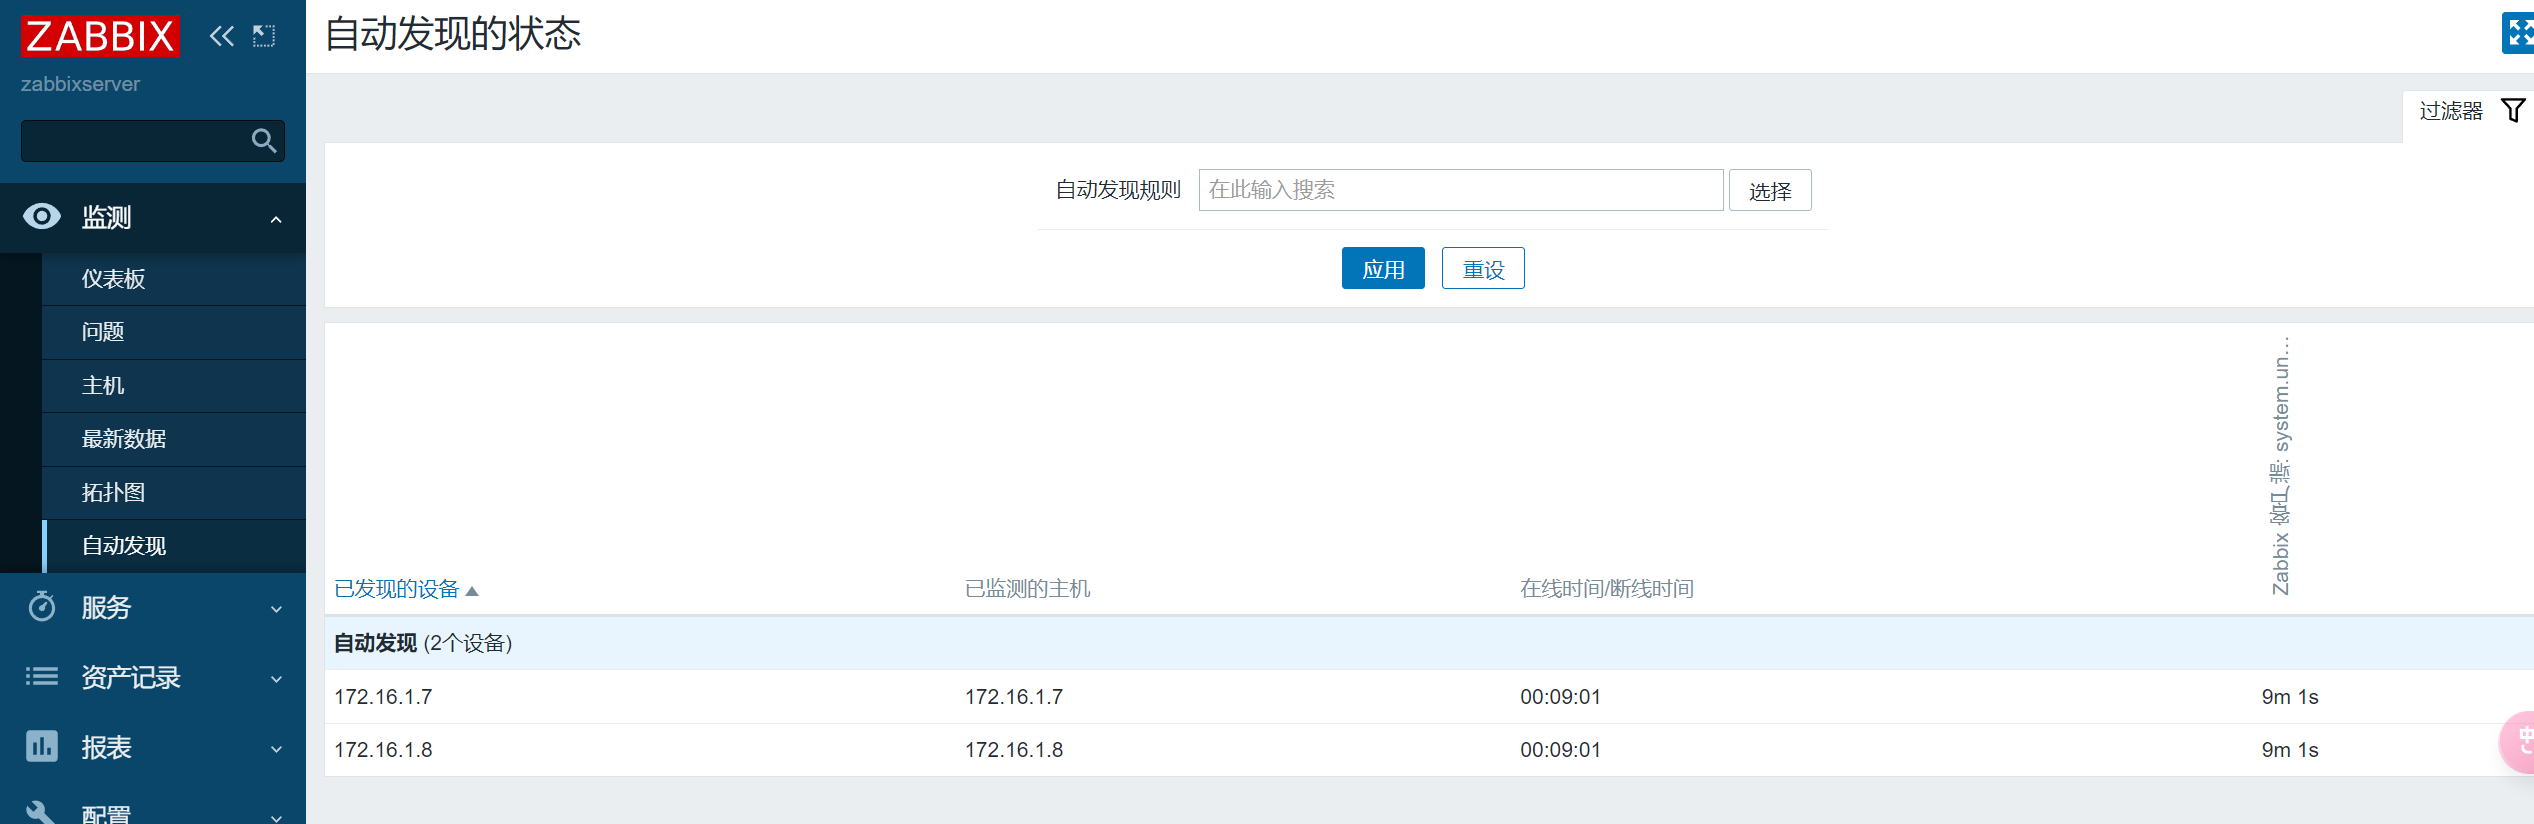 ZABBIX
zabbixserver
监测
仪表板
问题
主机
最新数据
拓扑图
自动发现
服务
资产记录
报表
配置
自动发现的状态
过滤器
自动发现规则 在此输入搜索 选择
应用 重设
已发现的设备 已监测的主机 在线时间/断线时间 Zabbix 客户端: system.un...
自动发现 (2个设备)
172.16.1.7 172.16.1.7 00:09:01 9m 1s
172.16.1.8 172.16.1.8 00:09:01 9m 1s